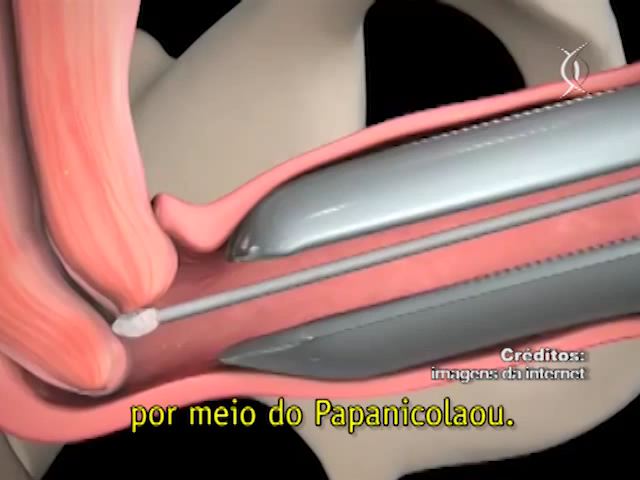 Créditos:
imagens da internet
por meio do Papanicolaou.